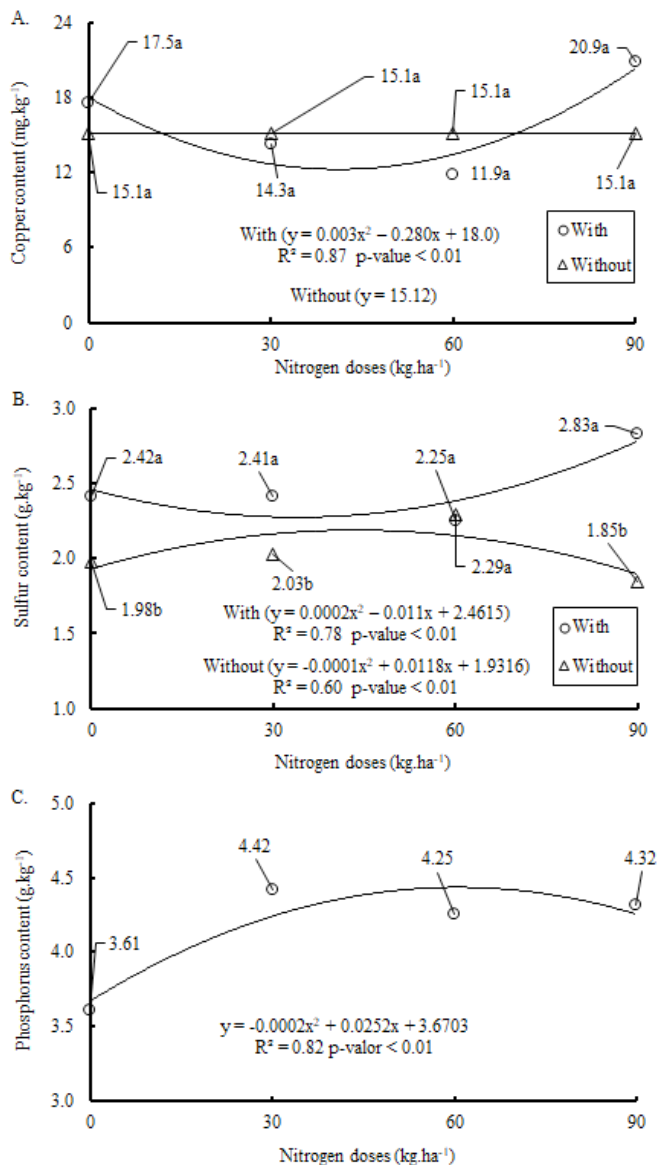 A.
24
18
12
6
0
Copper content (mg.kg⁻¹)
17.5a
15.1a
15.1a
20.9a
15.1a
14.3a
11.9a
15.1a
With (y = 0.003x² – 0.280x + 18.0)
R² = 0.87 p-value < 0.01
Without (y = 15.12)
With
Without
0 30 60 90
Nitrogen doses (kg.ha⁻¹)
B.
3.0
2.5
2.0
1.5
1.0
Sulfur content (g.kg⁻¹)
2.42a
2.41a
2.25a
2.83a
1.98b
2.03b
2.29a
1.85b
With (y = 0.0002x² – 0.011x + 2.4615)
R² = 0.78 p-value < 0.01
Without (y = -0.0001x² + 0.0118x + 1.9316)
R² = 0.60 p-value < 0.01
With
Without
0 30 60 90
Nitrogen doses (kg.ha⁻¹)
C.
5.0
4.5
4.0
3.5
3.0
Phosphorus content (g.kg⁻¹)
3.61
4.42
4.25
4.32
y = -0.0002x² + 0.0252x + 3.6703
R² = 0.82 p-valor < 0.01
0 30 60 90
Nitrogen doses (kg.ha⁻¹)